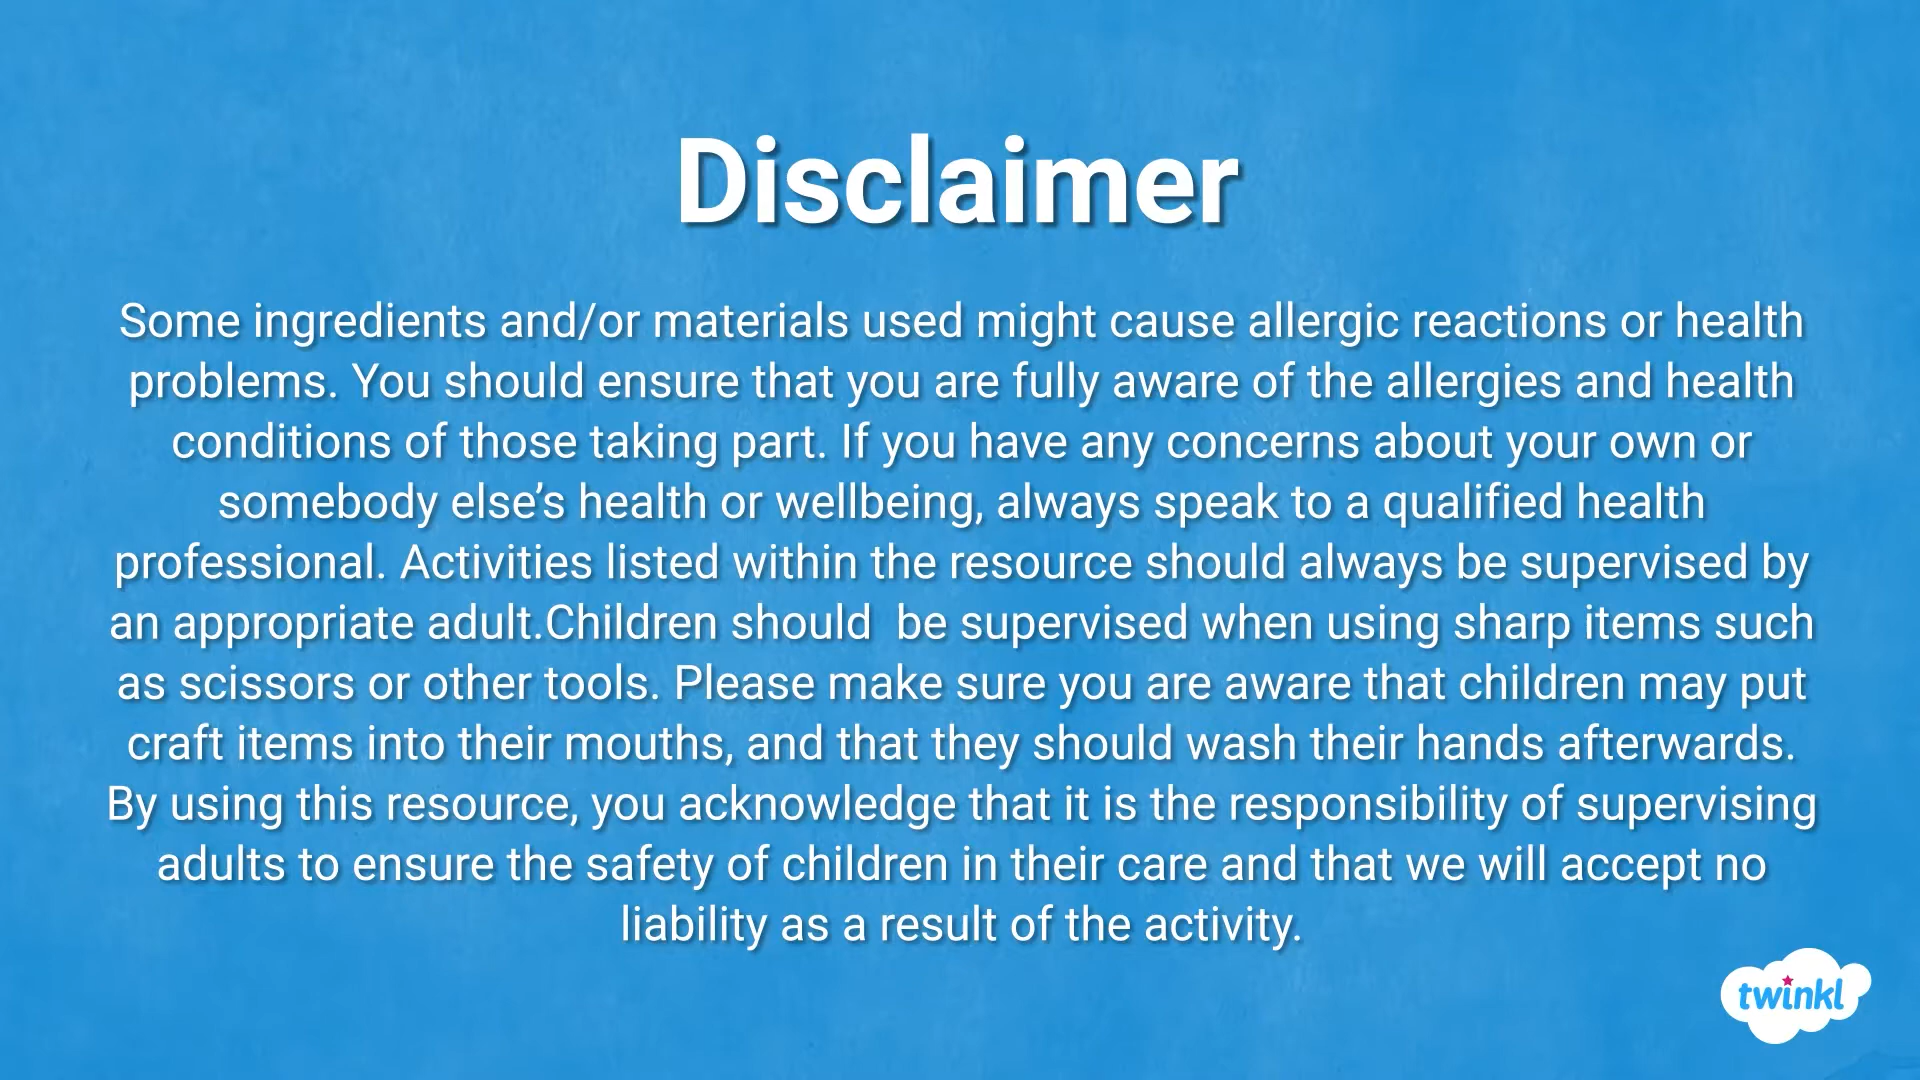 Disclaimer
Some ingredients and/or materials used might cause allergic reactions or health
problems. You should ensure that you are fully aware of the allergies and health
conditions of those taking part. If you have any concerns about your own or
somebody else’s health or wellbeing, always speak to a qualified health
professional. Activities listed within the resource should always be supervised by
an appropriate adult.Children should  be supervised when using sharp items such
as scissors or other tools. Please make sure you are aware that children may put
craft items into their mouths, and that they should wash their hands afterwards.
By using this resource, you acknowledge that it is the responsibility of supervising
adults to ensure the safety of children in their care and that we will accept no
liability as a result of the activity.
twinkl